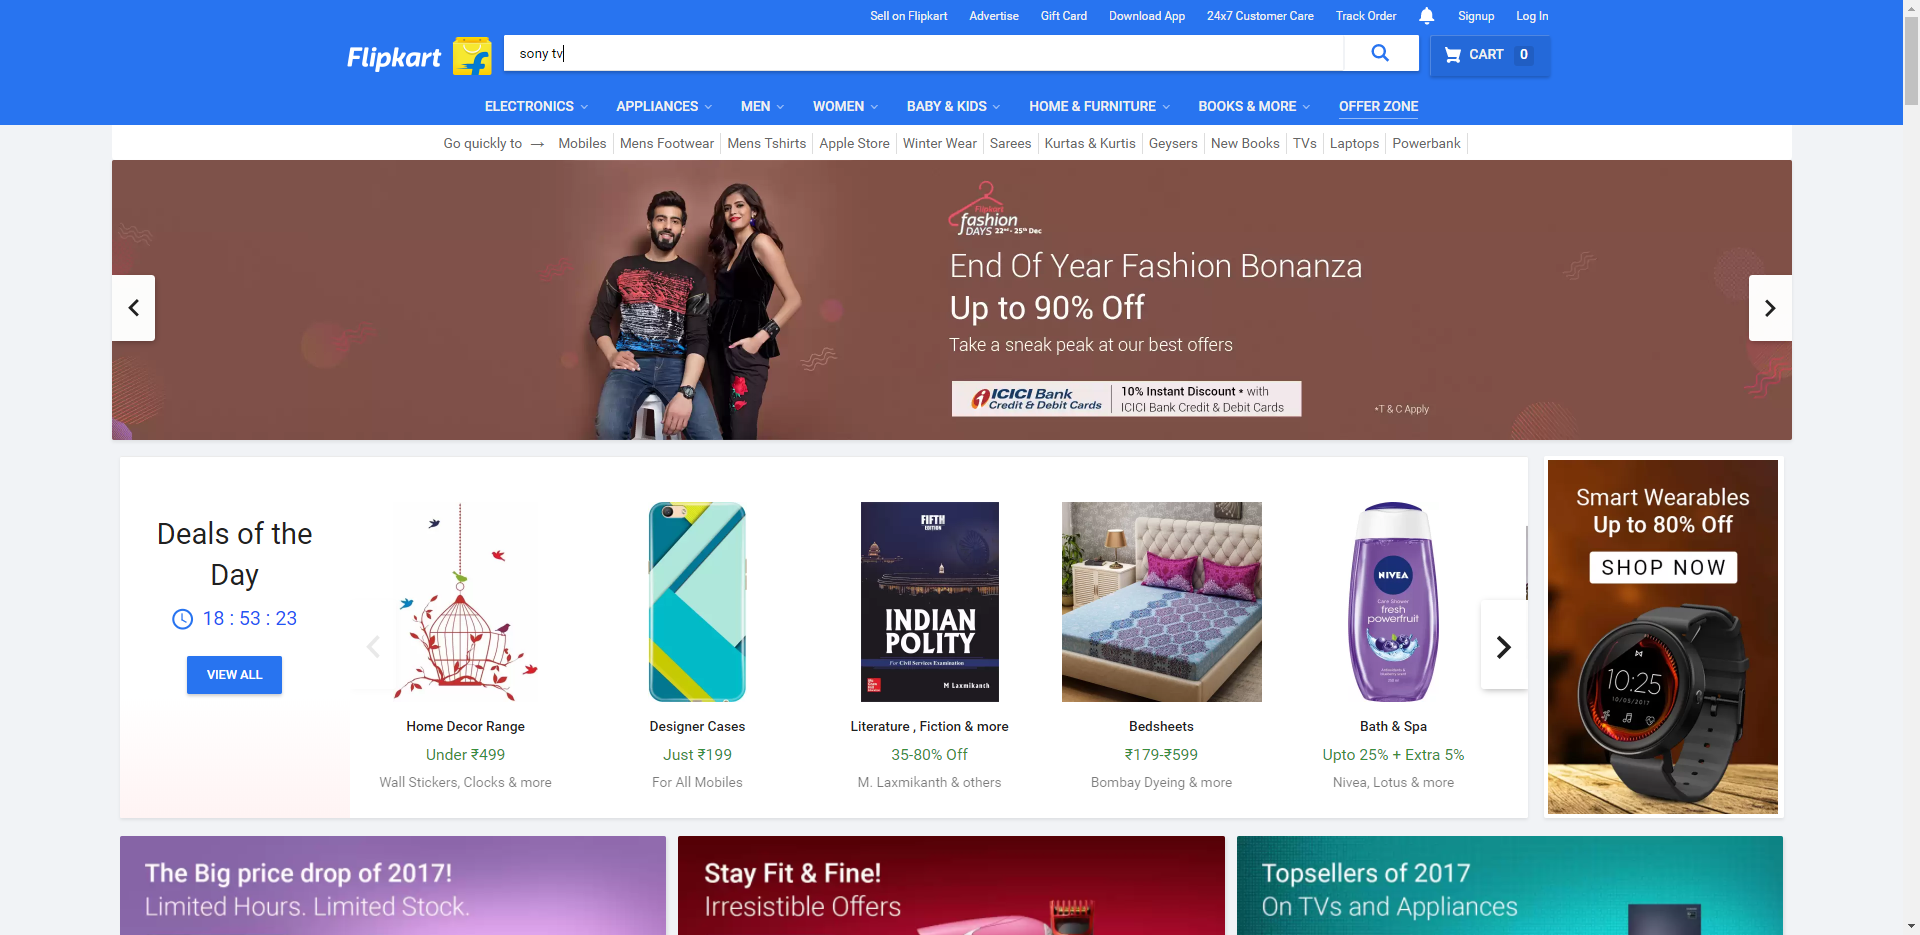 Sell on Flipkart Advertise Gift Card Download App 24x7 Customer Care Track Order Signup Log In
Flipkart
sony tv
CART 0
ELECTRONICS APPLIANCES MEN WOMEN BABY & KIDS HOME & FURNITURE BOOKS & MORE OFFER ZONE
Go quickly to → Mobiles Mens Footwear Mens Tshirts Apple Store Winter Wear Sarees Kurtas & Kurtis Geysers New Books TVs Laptops Powerbank
Flipkart
fashion
DAYS 22nd - 25th Dec
End Of Year Fashion Bonanza
Up to 90% Off
Take a sneak peak at our best offers
ICICI Bank
Credit & Debit Cards
10% Instant Discount * with
ICICI Bank Credit & Debit Cards
*T & C Apply
Deals of the
Day
18 : 53 : 23
VIEW ALL
FIFTH
EDITION
INDIAN
POLITY
For Civil Services Examination
M Laxmikanth
NIVEA
Care Shower
fresh
powerfruit
Home Decor Range
Under ₹499
Wall Stickers, Clocks & more
Designer Cases
Just ₹199
For All Mobiles
Literature , Fiction & more
35-80% Off
M. Laxmikanth & others
Bedsheets
₹179-₹599
Bombay Dyeing & more
Bath & Spa
Upto 25% + Extra 5%
Nivea, Lotus & more
Smart Wearables
Up to 80% Off
SHOP NOW
10:25
10/05/2017
The Big price drop of 2017!
Limited Hours. Limited Stock.
Stay Fit & Fine!
Irresistible Offers
Topsellers of 2017
On TVs and Appliances